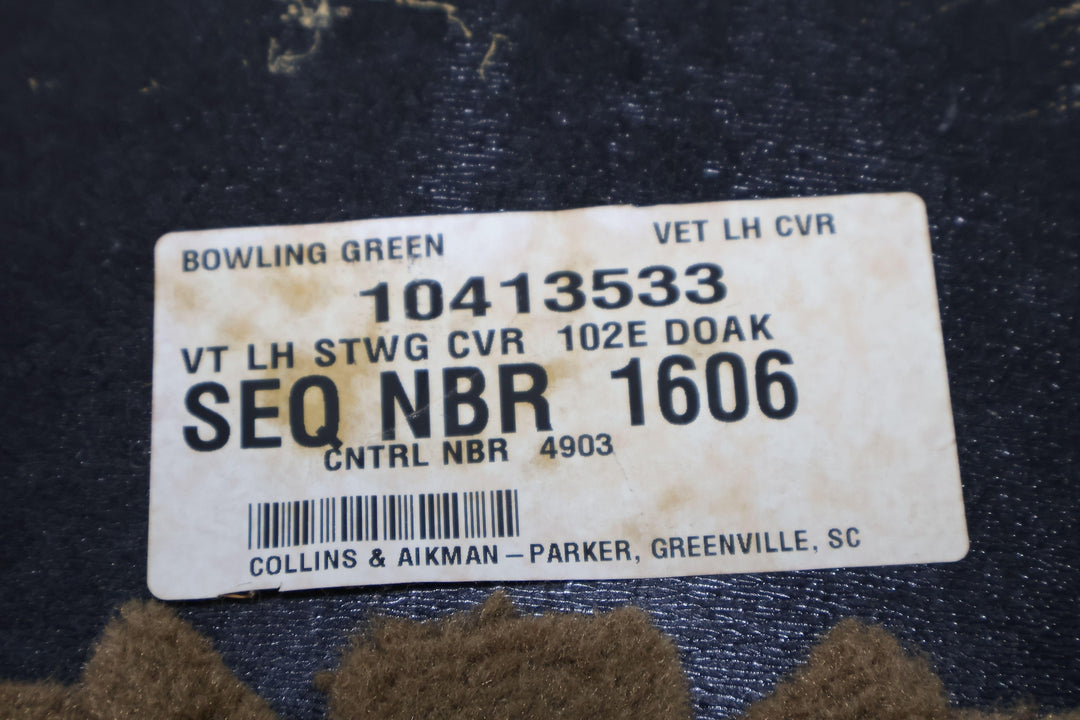 BOWLING GREEN VET LH CVR
10413533
VT LH STWG CVR 102E DOAK
SEQ NBR 1606
CNTRL NBR 4903
COLLINS & AIKMAN – PARKER, GREENVILLE, SC